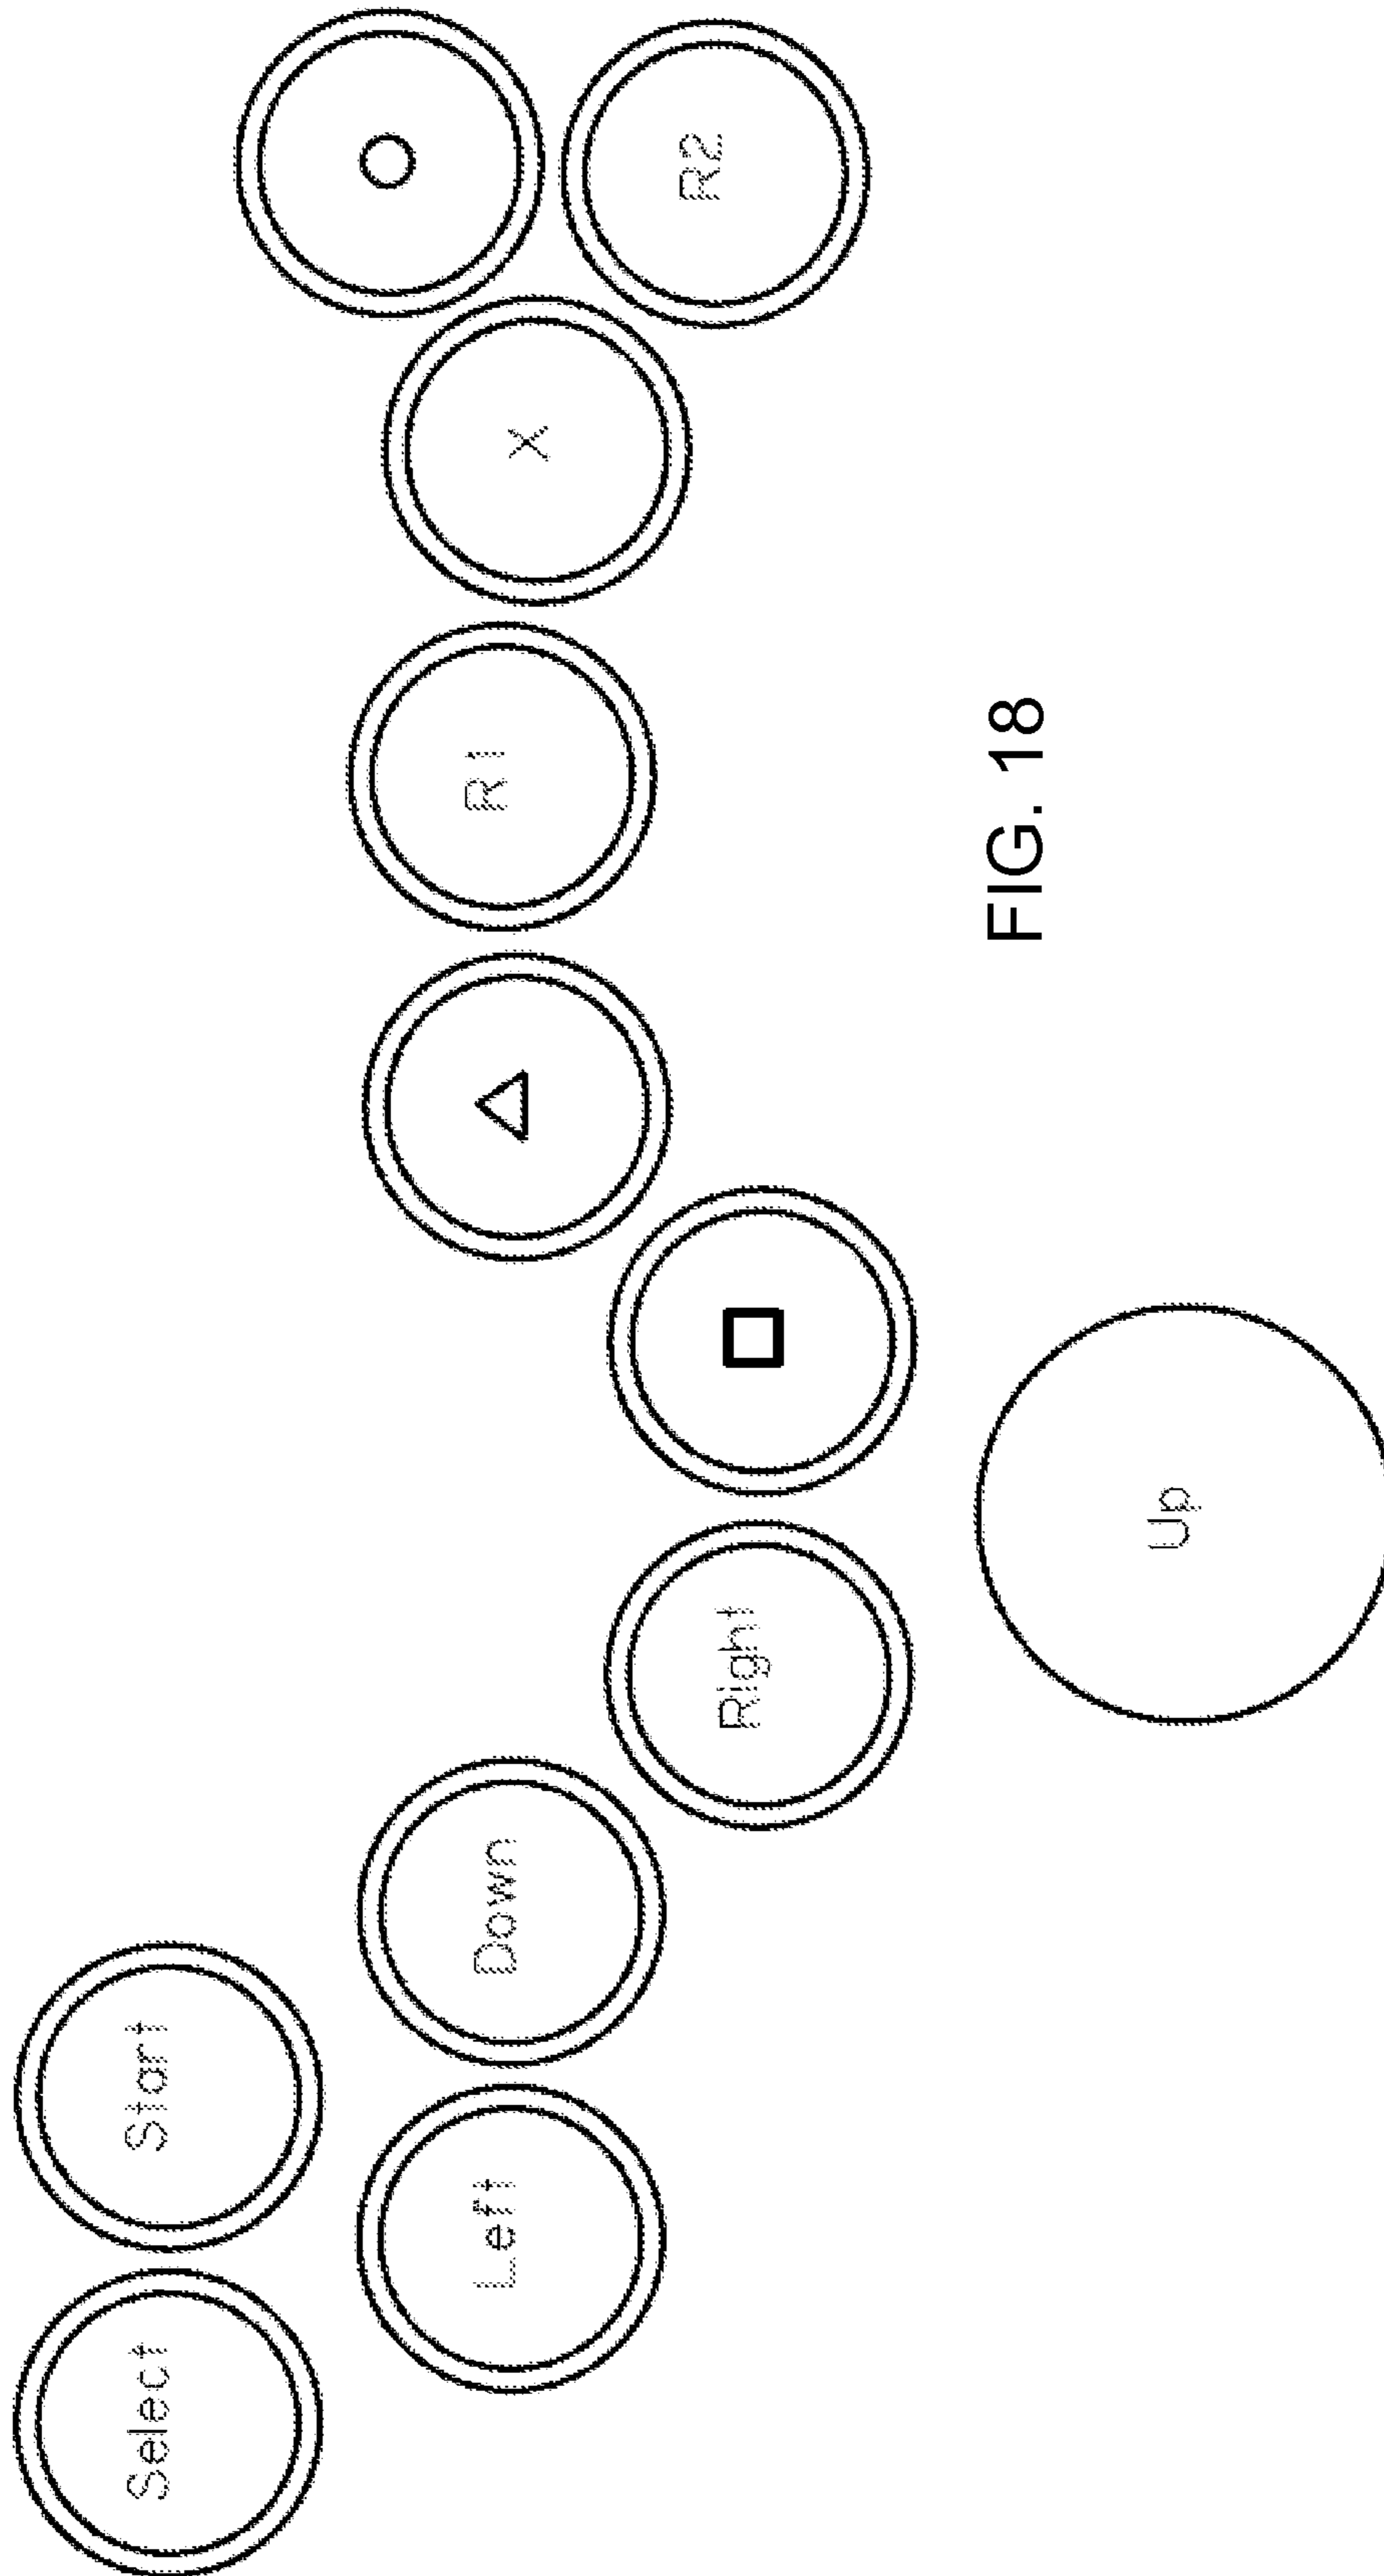 Select
Start
Left
Down
Right
Up
R1
X
R2
FIG. 18